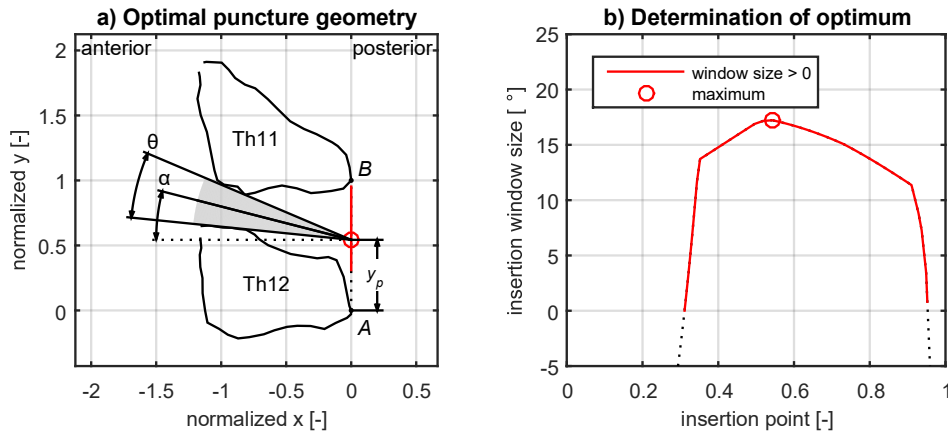 a) Optimal puncture geometry
anterior
posterior
normalized y [-]
2
1.5
1
0.5
0
Th11
B
θ
α
Th12
y_p
A
-2
-1.5
-1
-0.5
0
0.5
normalized x [-]
b) Determination of optimum
insertion window size [ °]
25
20
15
10
5
0
-5
window size > 0
maximum
0
0.2
0.4
0.6
0.8
1
insertion point [-]